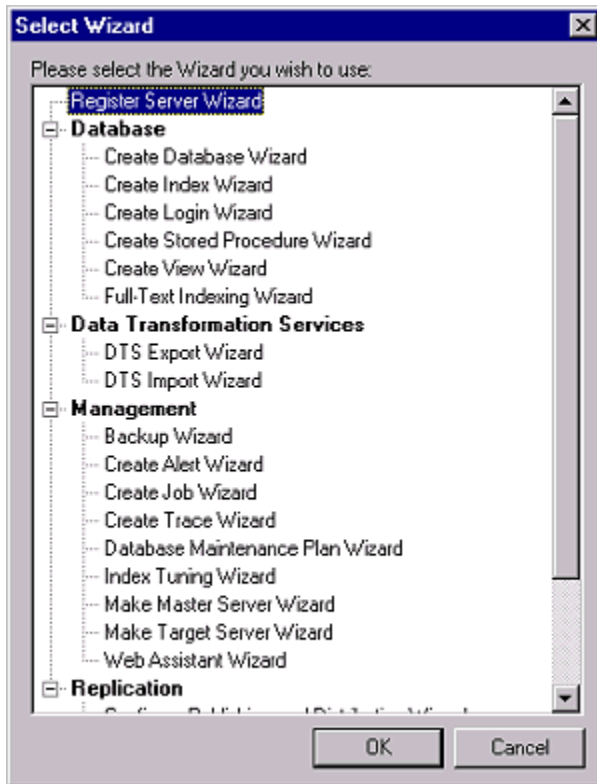 Select Wizard
Please select the Wizard you wish to use:
Register Server Wizard
Database
Create Database Wizard
Create Index Wizard
Create Login Wizard
Create Stored Procedure Wizard
Create View Wizard
Full-Text Indexing Wizard
Data Transformation Services
DTS Export Wizard
DTS Import Wizard
Management
Backup Wizard
Create Alert Wizard
Create Job Wizard
Create Trace Wizard
Database Maintenance Plan Wizard
Index Tuning Wizard
Make Master Server Wizard
Make Target Server Wizard
Web Assistant Wizard
Replication
OK Cancel